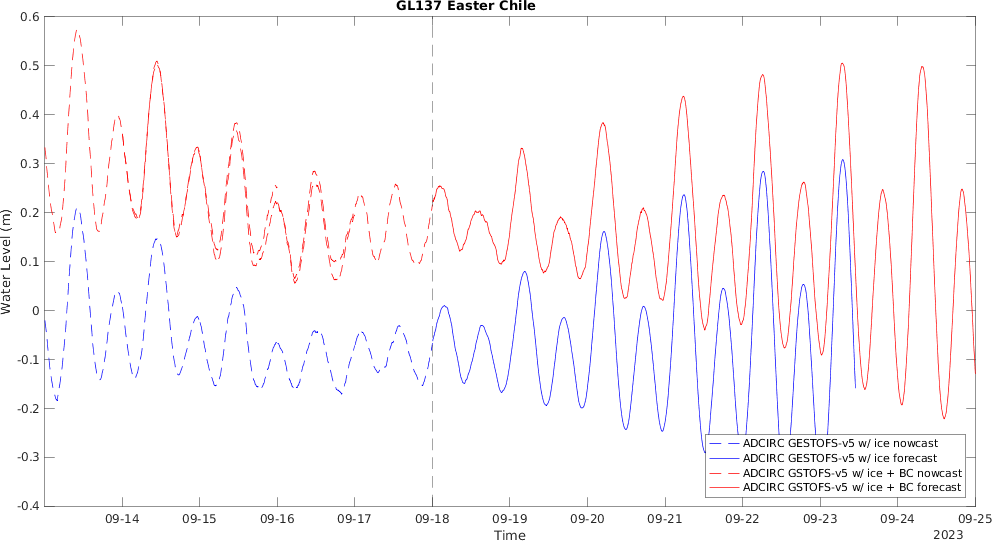 GL137 Easter Chile
0.6
0.5
0.4
0.3
0.2
0.1
0
-0.1
-0.2
-0.3
-0.4
Water Level (m)
ADCIRC GESTOFS-v5 w/ ice nowcast
ADCIRC GESTOFS-v5 w/ ice forecast
ADCIRC GSTOFS-v5 w/ ice + BC nowcast
ADCIRC GSTOFS-v5 w/ ice + BC forecast
09-14 09-15 09-16 09-17 09-18 09-19 09-20 09-21 09-22 09-23 09-24 09-25
Time
2023